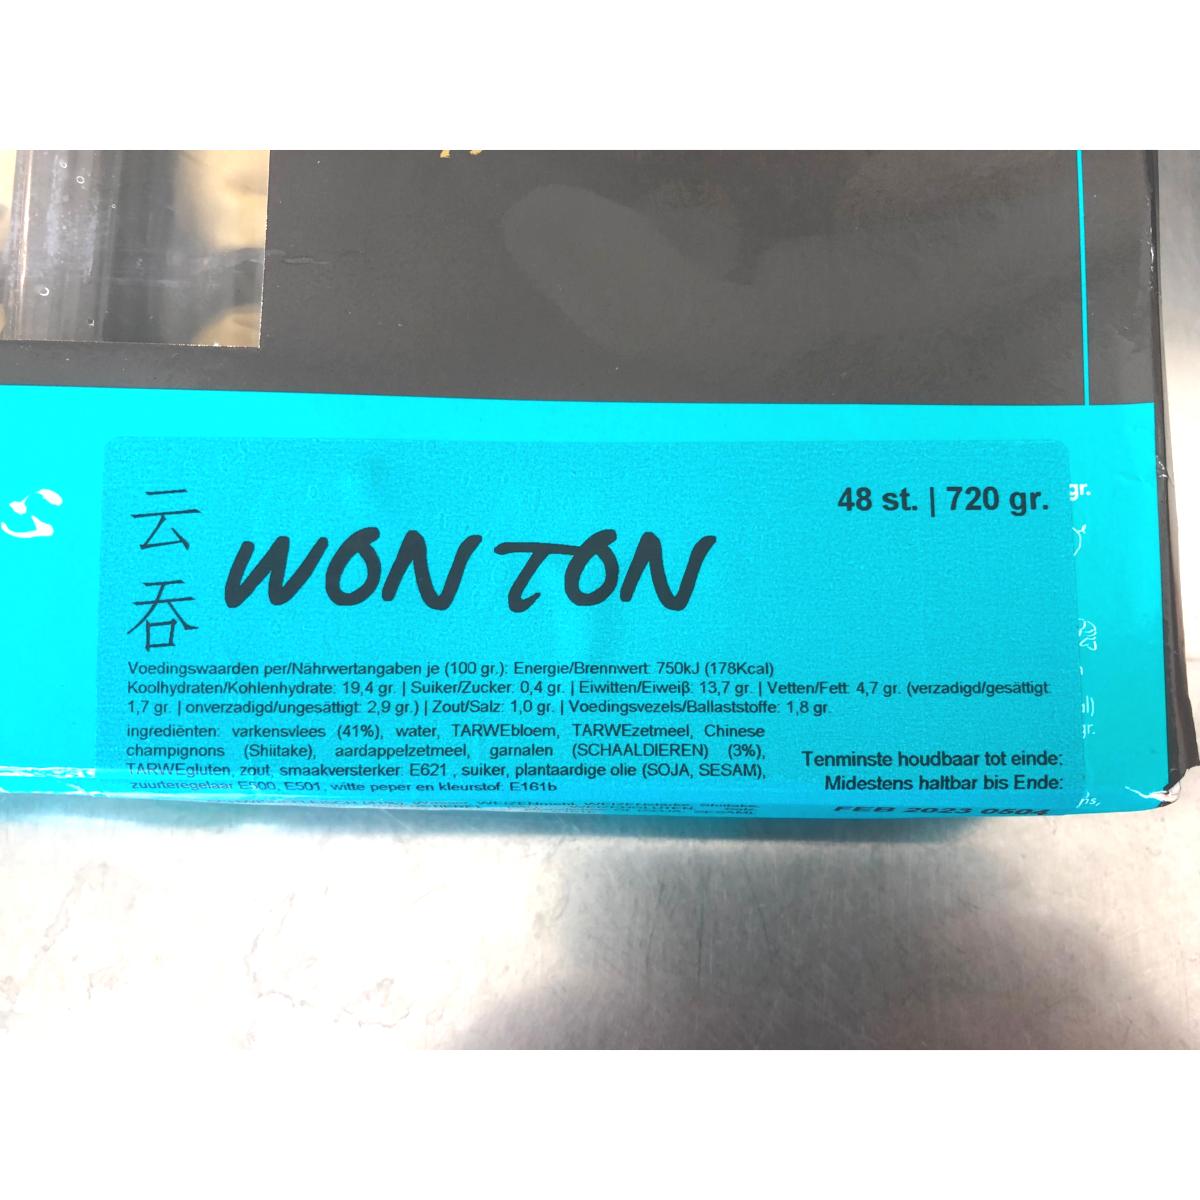 云
吞
WON TON
48 st. | 720 gr.
gr.
Voedingswaarden per/Nährwertangaben je (100 gr.): Energie/Brennwert: 750kJ (178Kcal)
Koolhydraten/Kohlenhydrate: 19,4 gr. | Suiker/Zucker: 0,4 gr. | Eiwitten/Eiweiß: 13,7 gr. | Vetten/Fett: 4,7 gr. (verzadigd/gesättigt:
1,7 gr. | onverzadigd/ungesättigt: 2,9 gr.) | Zout/Salz: 1,0 gr. | Voedingsvezels/Ballaststoffe: 1,8 gr.
ingrediënten: varkensvlees (41%), water, TARWEbloem, TARWEzetmeel, Chinese
champignons (Shiitake), aardappelzetmeel, garnalen (SCHAALDIEREN) (3%),
TARWEgluten, zout, smaakversterker: E621 , suiker, plantaardige olie (SOJA, SESAM),
zuurteregelaar E500, E501, witte peper en kleurstof: E161b
Tenminste houdbaar tot einde:
Midestens haltbar bis Ende:
FEB 2023 0504